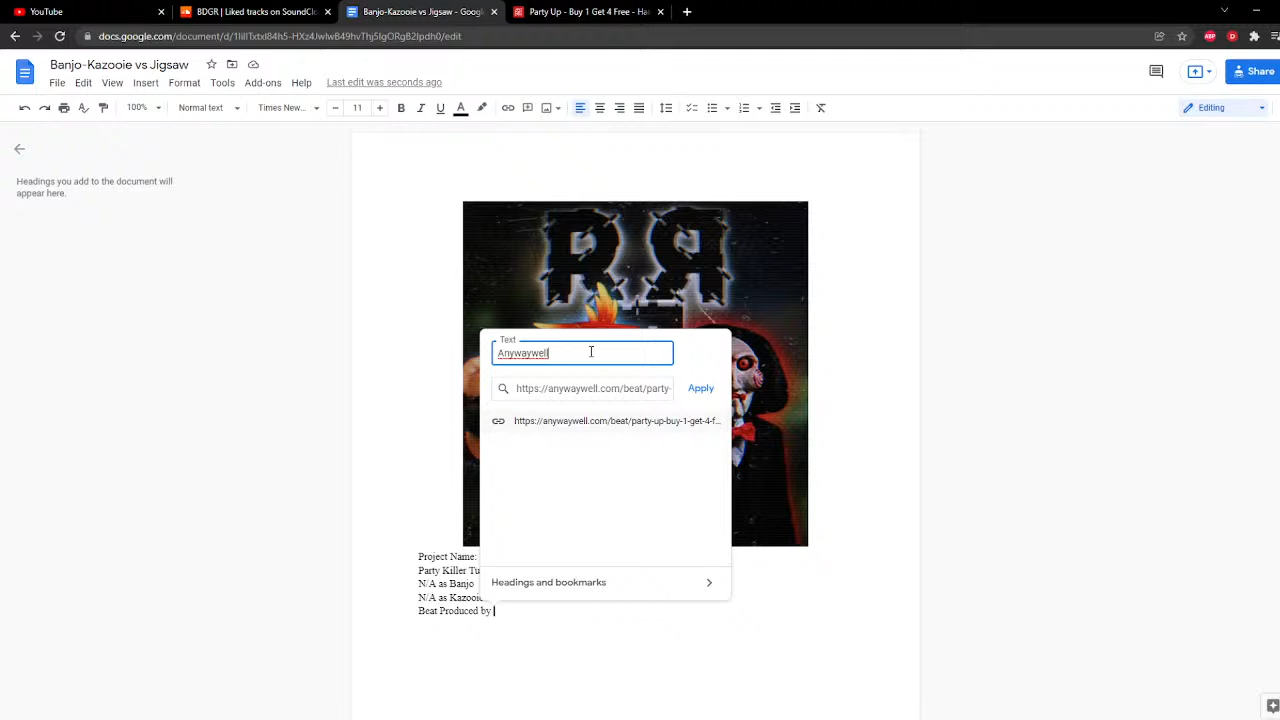 YouTube
BDGR | Liked tracks on SoundClo
Banjo-Kazooie vs Jigsaw - Google
Party Up - Buy 1 Get 4 Free - Ha
docs.google.com/document/d/
/edit
Banjo-Kazooie vs Jigsaw
File Edit View Insert Format Tools Add-ons Help Last edit was seconds ago
Share
100% Normal text Times New... 11 B I U A
Editing
Headings you add to the document will
appear here.
RR
Text
Anywaywell
https://anywaywell.com/beat/party-
Apply
https://anywaywell.com/beat/party-up-buy-1-get-4-f...
Headings and bookmarks
Project Name:
Party Killer Tu
N/A as Banjo
N/A as Kazooie
Beat Produced by